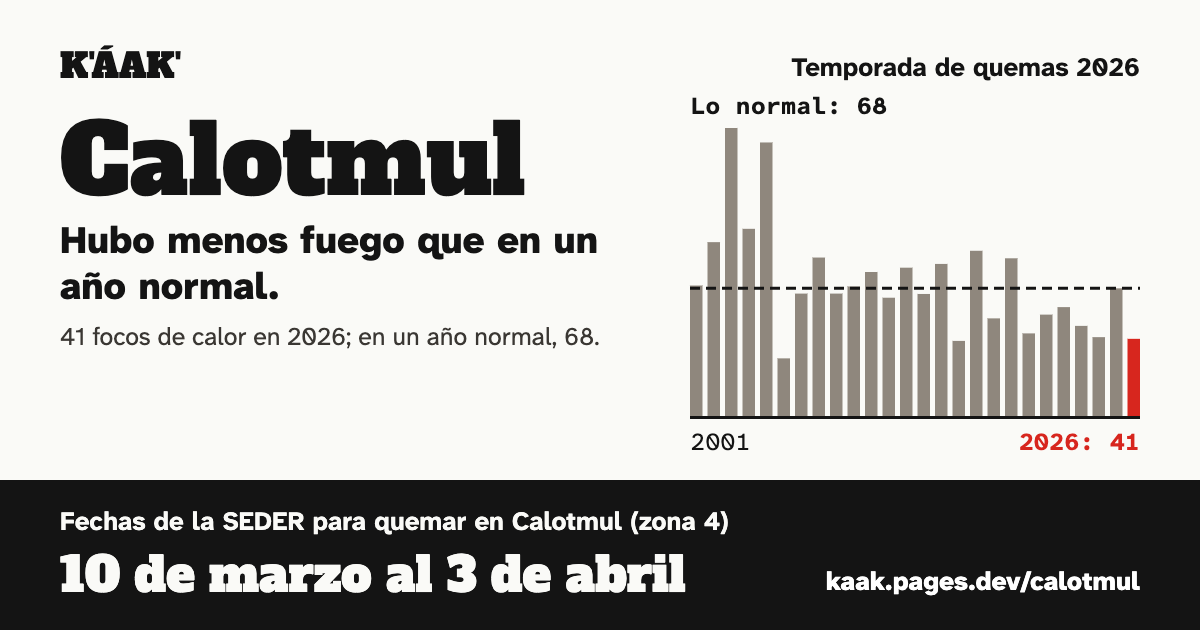 K'ÁAK'
Calotmul
Hubo menos fuego que en un
año normal.
41 focos de calor en 2026; en un año normal, 68.
Temporada de quemas 2026
Lo normal: 68
2001
2026: 41
Fechas de la SEDER para quemar en Calotmul (zona 4)
10 de marzo al 3 de abril
kaak.pages.dev/calotmul